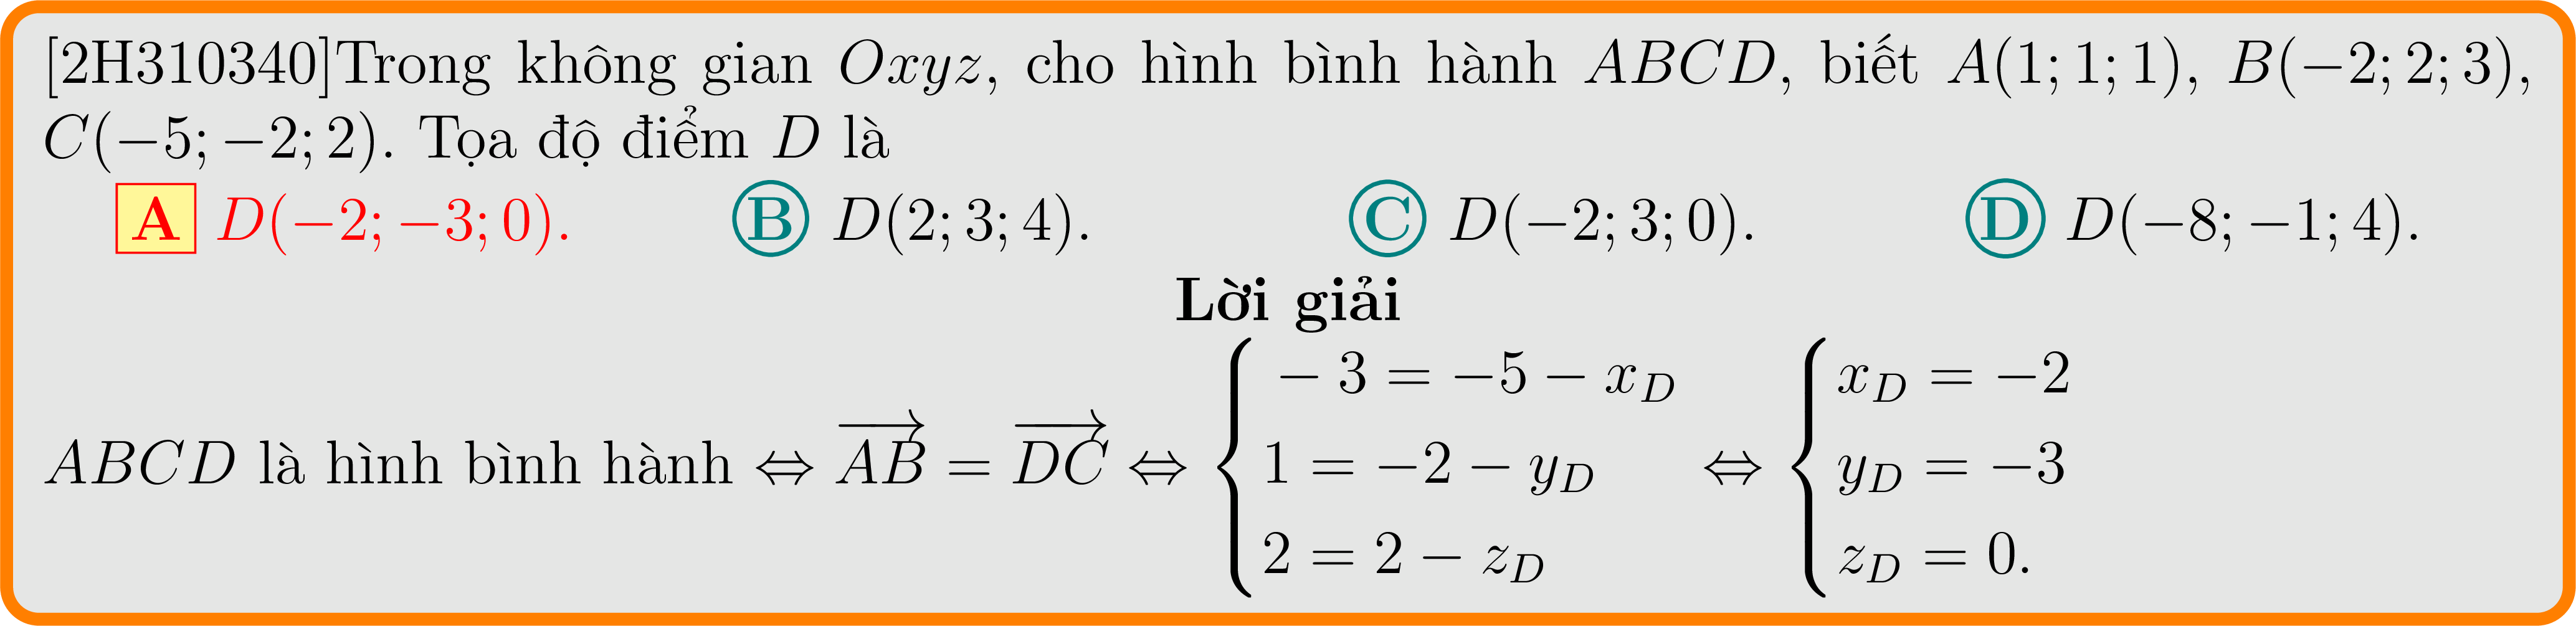 [2H310340]Trong không gian Oxyz, cho hình bình hành ABCD, biết A(1; 1; 1), B(−2; 2; 3),
C(−5; −2; 2). Tọa độ điểm D là
A D(−2; −3; 0). B D(2; 3; 4). C D(−2; 3; 0). D D(−8; −1; 4).
Lời giải
ABCD là hình bình hành ⇔ \overrightarrow{AB} = \overrightarrow{DC} ⇔ \begin{cases} -3 = -5 - x_D \\ 1 = -2 - y_D \\ 2 = 2 - z_D \end{cases} ⇔ \begin{cases} x_D = -2 \\ y_D = -3 \\ z_D = 0. \end{cases}